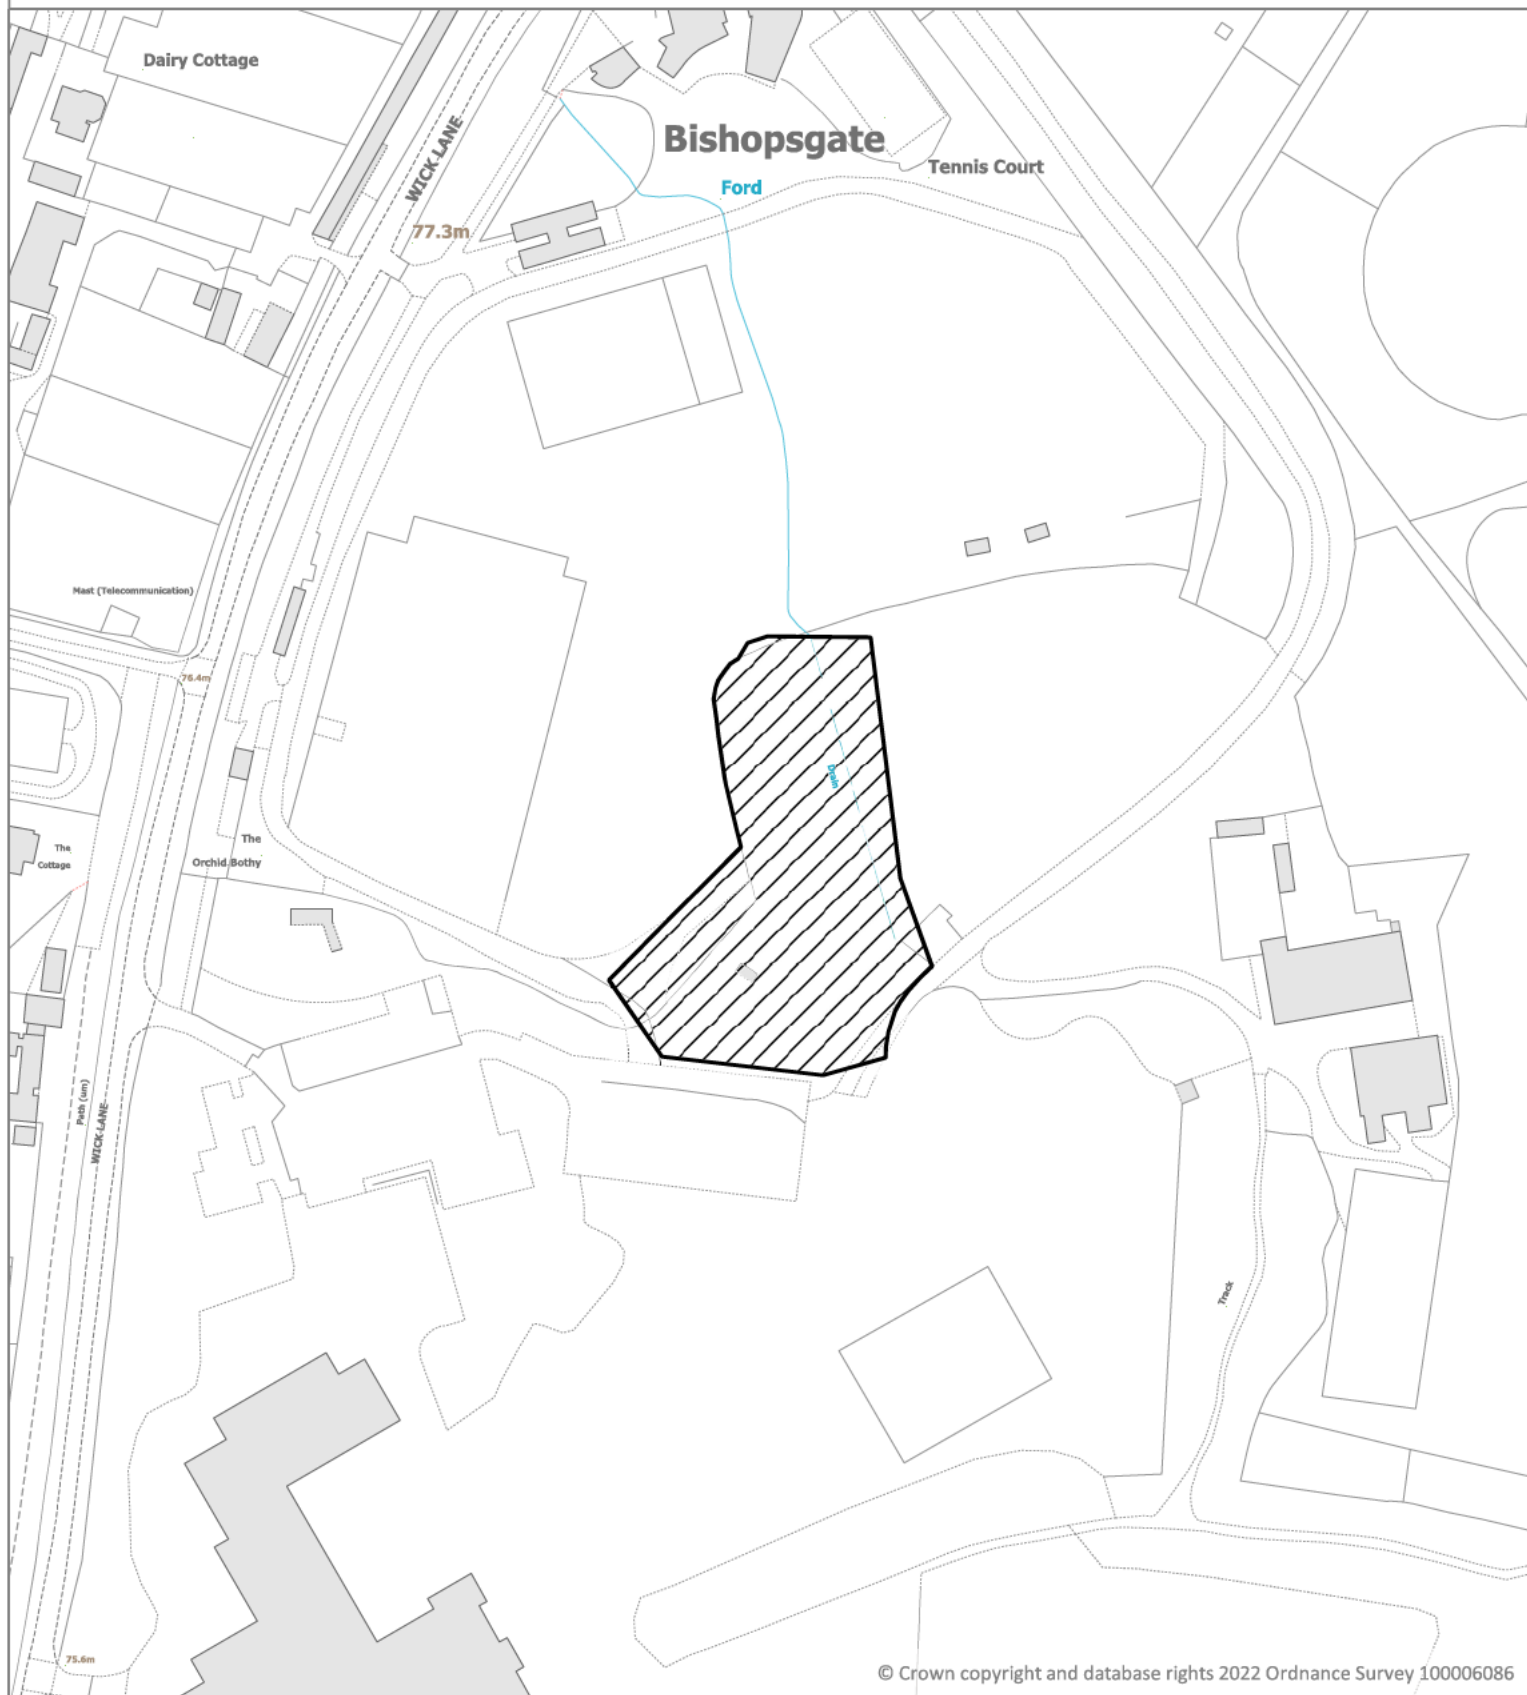 Dairy Cottage
WICK LANE
Bishopsgate
Tennis Court
Ford
77.3m
Mast (Telecommunication)
76.4m
Drain
The
Orchid Bothy
The
Cottage
Path (um)
WICK LANE
Track
75.6m
© Crown copyright and database rights 2022 Ordnance Survey 100006086